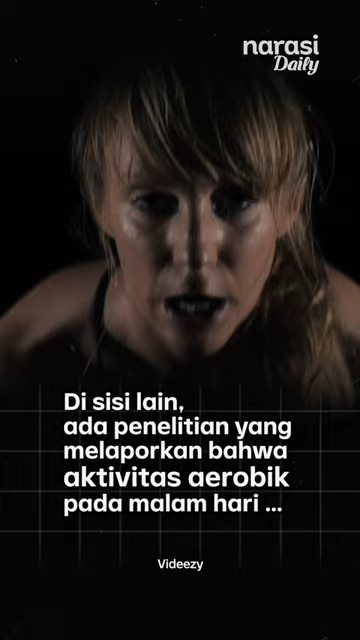 narasi
Daily
Di sisi lain,
ada penelitian yang
melaporkan bahwa
aktivitas aerobik
pada malam hari ...
Videezy